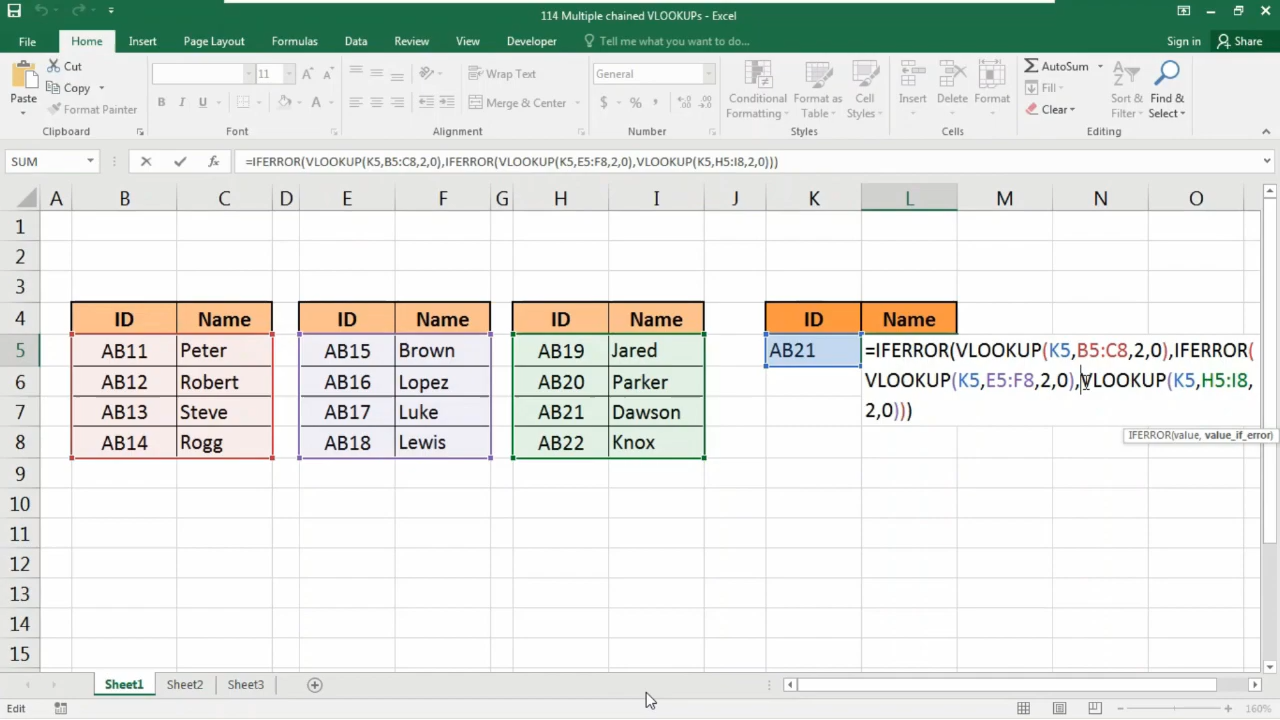 114 Multiple chained VLOOKUPs - Excel
File Home Insert Page Layout Formulas Data Review View Developer Tell me what you want to do... Sign in Share
Cut
Copy
Format Painter
Paste
11
B I U
A A
A
Wrap Text
Merge & Center
General
$ % ,
Conditional Formatting
Format as Table
Cell Styles
Insert
Delete
Format
AutoSum
Fill
Clear
Sort & Filter
Find & Select
Clipboard Font Alignment Number Styles Cells Editing
SUM fx =IFERROR(VLOOKUP(K5,B5:C8,2,0),IFERROR(VLOOKUP(K5,E5:F8,2,0),VLOOKUP(K5,H5:I8,2,0)))
A B C D E F G H I J K L M N O
1
2
3
4 ID Name ID Name ID Name ID Name
5 AB11 Peter AB15 Brown AB19 Jared AB21 =IFERROR(VLOOKUP(K5,B5:C8,2,0),IFERROR(
6 AB12 Robert AB16 Lopez AB20 Parker VLOOKUP(K5,E5:F8,2,0),VLOOKUP(K5,H5:I8,
7 AB13 Steve AB17 Luke AB21 Dawson 2,0)))
IFERROR(value, value_if_error)
8 AB14 Rogg AB18 Lewis AB22 Knox
9
10
11
12
13
14
15
Sheet1 Sheet2 Sheet3
Edit 160%